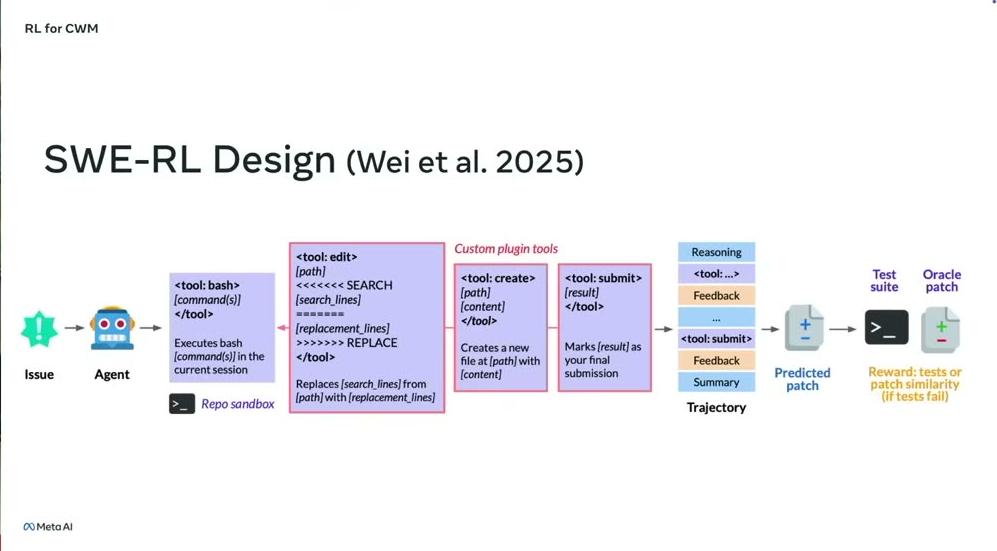 RL for CWM
SWE-RL Design (Wei et al. 2025)
Issue
Agent
<tool: bash>
[command(s)]
</tool>
Executes bash
[command(s)] in the
current session
>_ Repo sandbox
<tool: edit>
[path]
<<<<<<< SEARCH
[search_lines]
=======
[replacement_lines]
>>>>>>> REPLACE
</tool>
Replaces [search_lines] from
[path] with [replacement_lines]
Custom plugin tools
<tool: create>
[path]
[content]
</tool>
Creates a new
file at [path] with
[content]
<tool: submit>
[result]
</tool>
Marks [result] as
your final
submission
Reasoning
<tool: ...>
Feedback
...
<tool: submit>
Feedback
Summary
Trajectory
Predicted
patch
Test
suite
>_
Oracle
patch
Reward: tests or
patch similarity
(if tests fail)
Meta AI